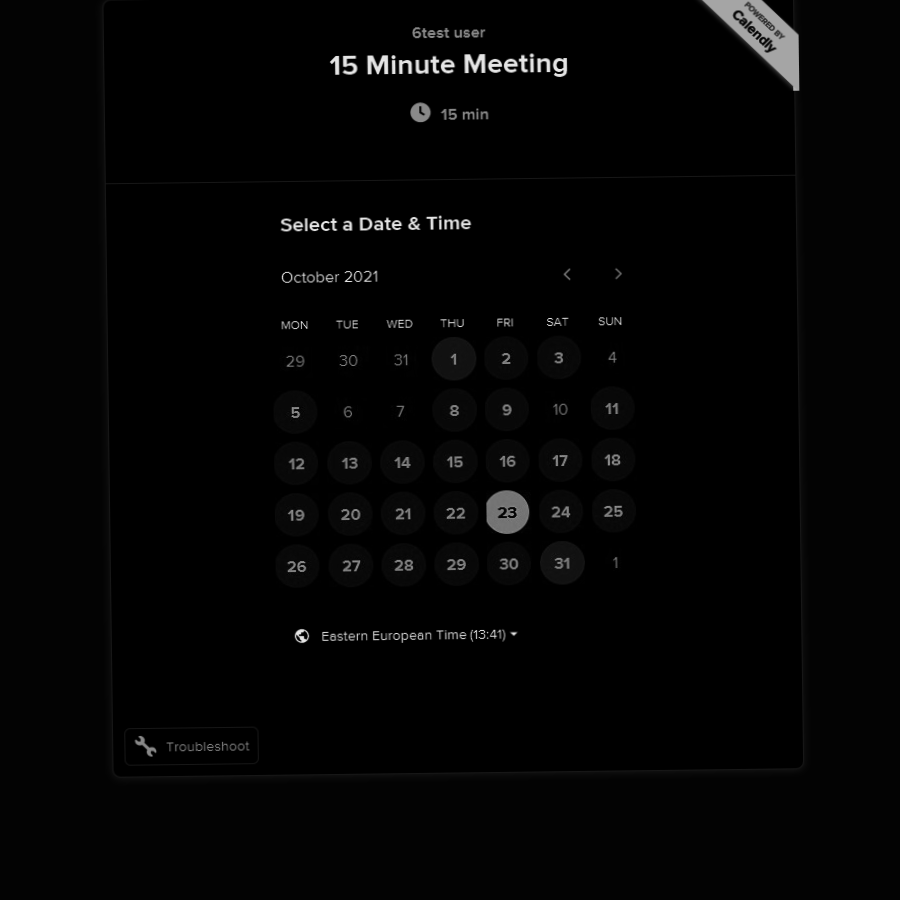 POWERED BY
Calendly
6test user
15 Minute Meeting
15 min
Select a Date & Time
October 2021
MON TUE WED THU FRI SAT SUN
29 30 31 1 2 3 4
5 6 7 8 9 10 11
12 13 14 15 16 17 18
19 20 21 22 23 24 25
26 27 28 29 30 31 1
Eastern European Time (13:41)
Troubleshoot